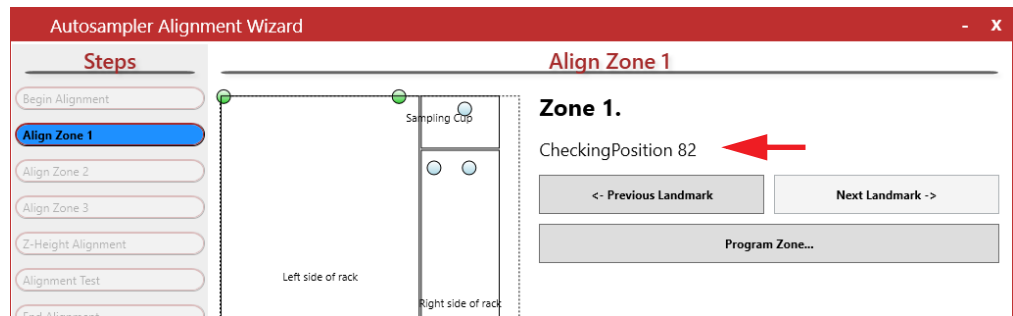 Autosampler Alignment Wizard
- X
Steps
Begin Alignment
Align Zone 1
Align Zone 2
Align Zone 3
Z-Height Alignment
Alignment Test
End Alignment
Align Zone 1
Sampling Cup
Left side of rack
Right side of rack
Zone 1.
CheckingPosition 82
<- Previous Landmark
Next Landmark ->
Program Zone...